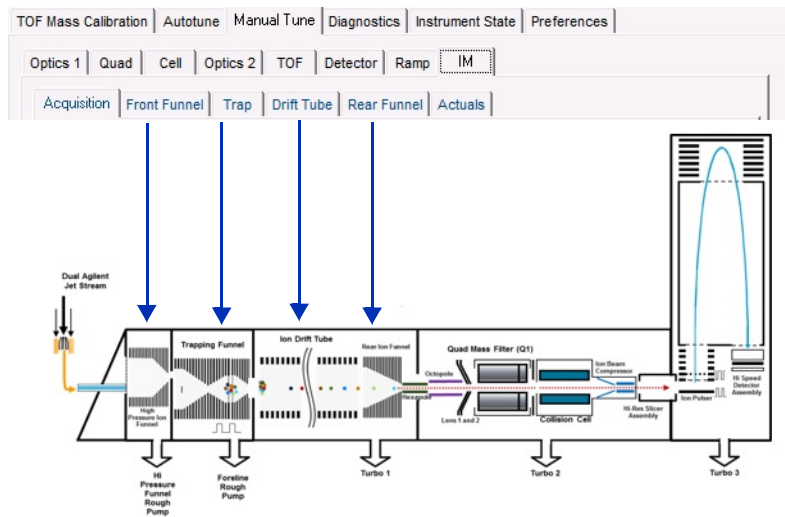 TOF Mass Calibration Autotune Manual Tune Diagnostics Instrument State Preferences
Optics 1 Quad Cell Optics 2 TOF Detector Ramp IM
Acquisition Front Funnel Trap Drift Tube Rear Funnel Actuals
Dual Agilent
Jet Stream
Trapping Funnel
Ion Drift Tube
Rear Ion Funnel
High
Pressure Ion
Funnel
Octopole
Hexapole
Quad Mass Filter (Q1)
Lens 1 and 2
Ion Beam
Compressor
Collision Cell
Hi-Res Slicer
Assembly
Ion Pulser
Hi Speed
Detector
Assembly
Hi
Pressure
Funnel
Rough
Pump
Foreline
Rough
Pump
Turbo 1
Turbo 2
Turbo 3